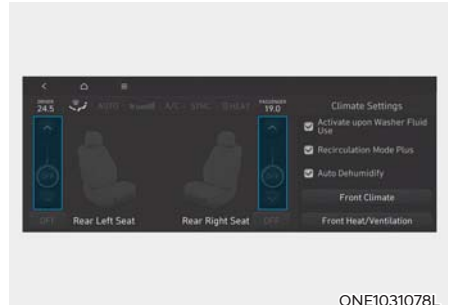 DRIVER
24.5
AUTO
A/C
SYNC
HEAT
PASSENGER
19.0
Climate Settings
Activate upon Washer Fluid
Use
Recirculation Mode Plus
Auto Dehumidify
OFF
OFF
Front Climate
OFF
Rear Left Seat
Rear Right Seat
OFF
Front Heat/Ventilation
ONE1031078L